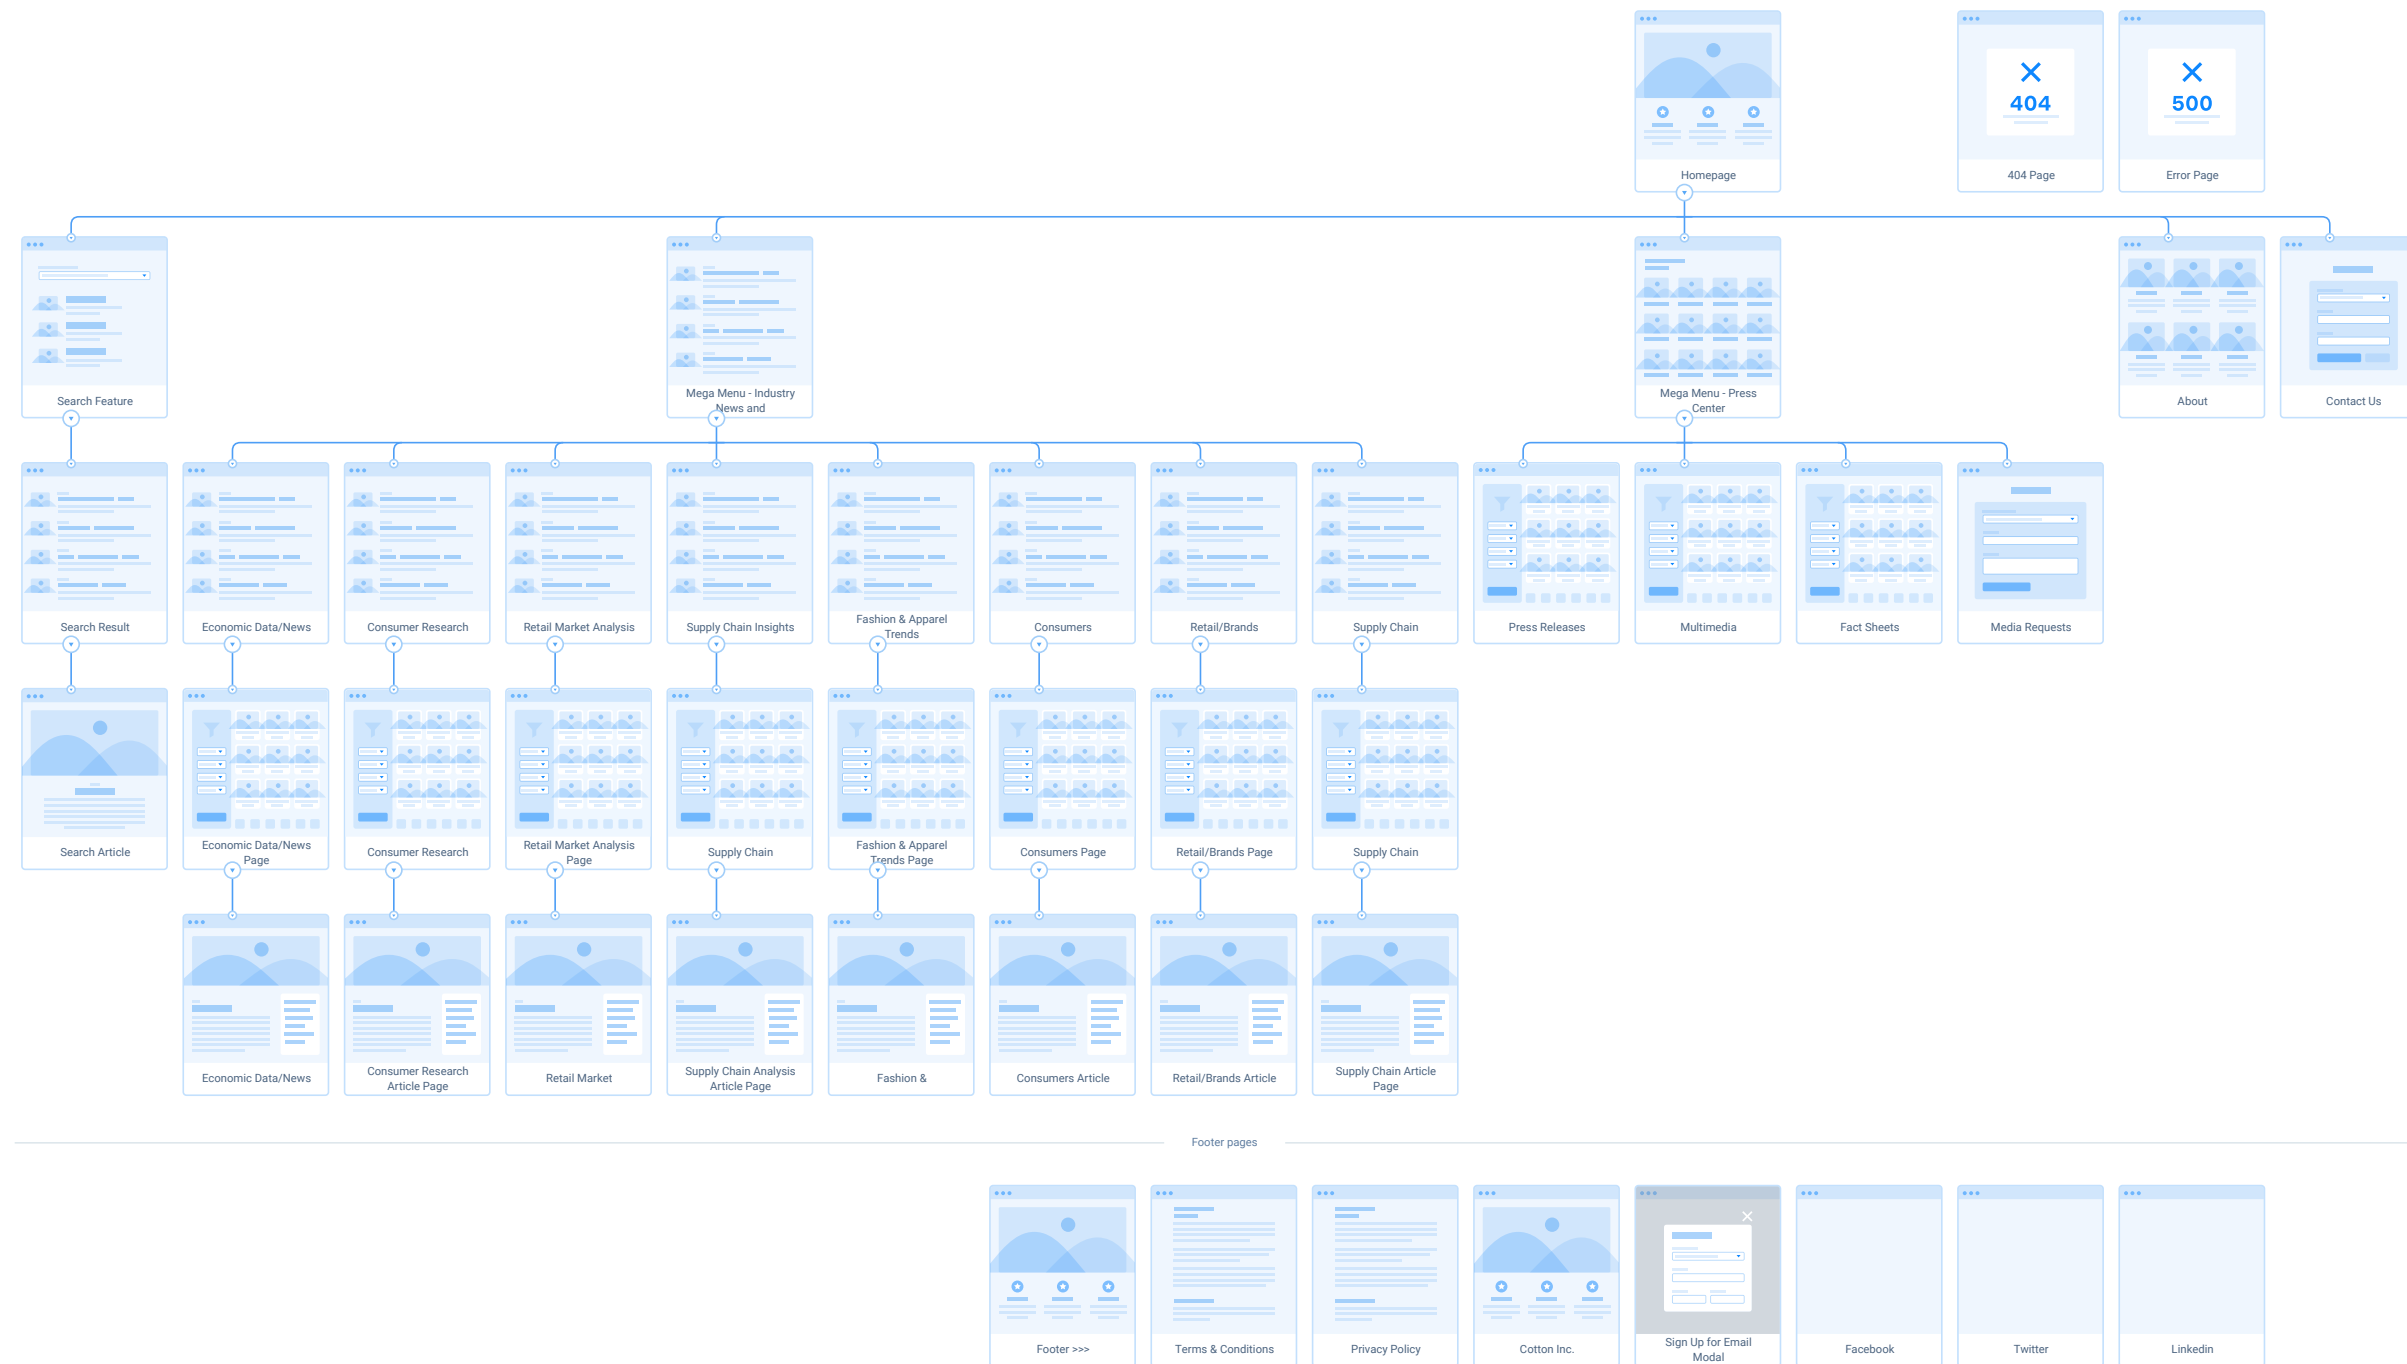 404
500
Homepage
404 Page
Error Page
Search Feature
Mega Menu - Industry
News and
Mega Menu - Press
Center
About
Contact Us
Search Result
Economic Data/News
Consumer Research
Retail Market Analysis
Supply Chain Insights
Fashion & Apparel
Trends
Consumers
Retail/Brands
Supply Chain
Press Releases
Multimedia
Fact Sheets
Media Requests
Search Article
Economic Data/News
Page
Consumer Research
Retail Market Analysis
Page
Supply Chain
Fashion & Apparel
Trends Page
Consumers Page
Retail/Brands Page
Supply Chain
Economic Data/News
Consumer Research
Article Page
Retail Market
Supply Chain Analysis
Article Page
Fashion &
Consumers Article
Retail/Brands Article
Supply Chain Article
Page
Footer pages
Footer >>>
Terms & Conditions
Privacy Policy
Cotton Inc.
Sign Up for Email
Modal
Facebook
Twitter
Linkedin